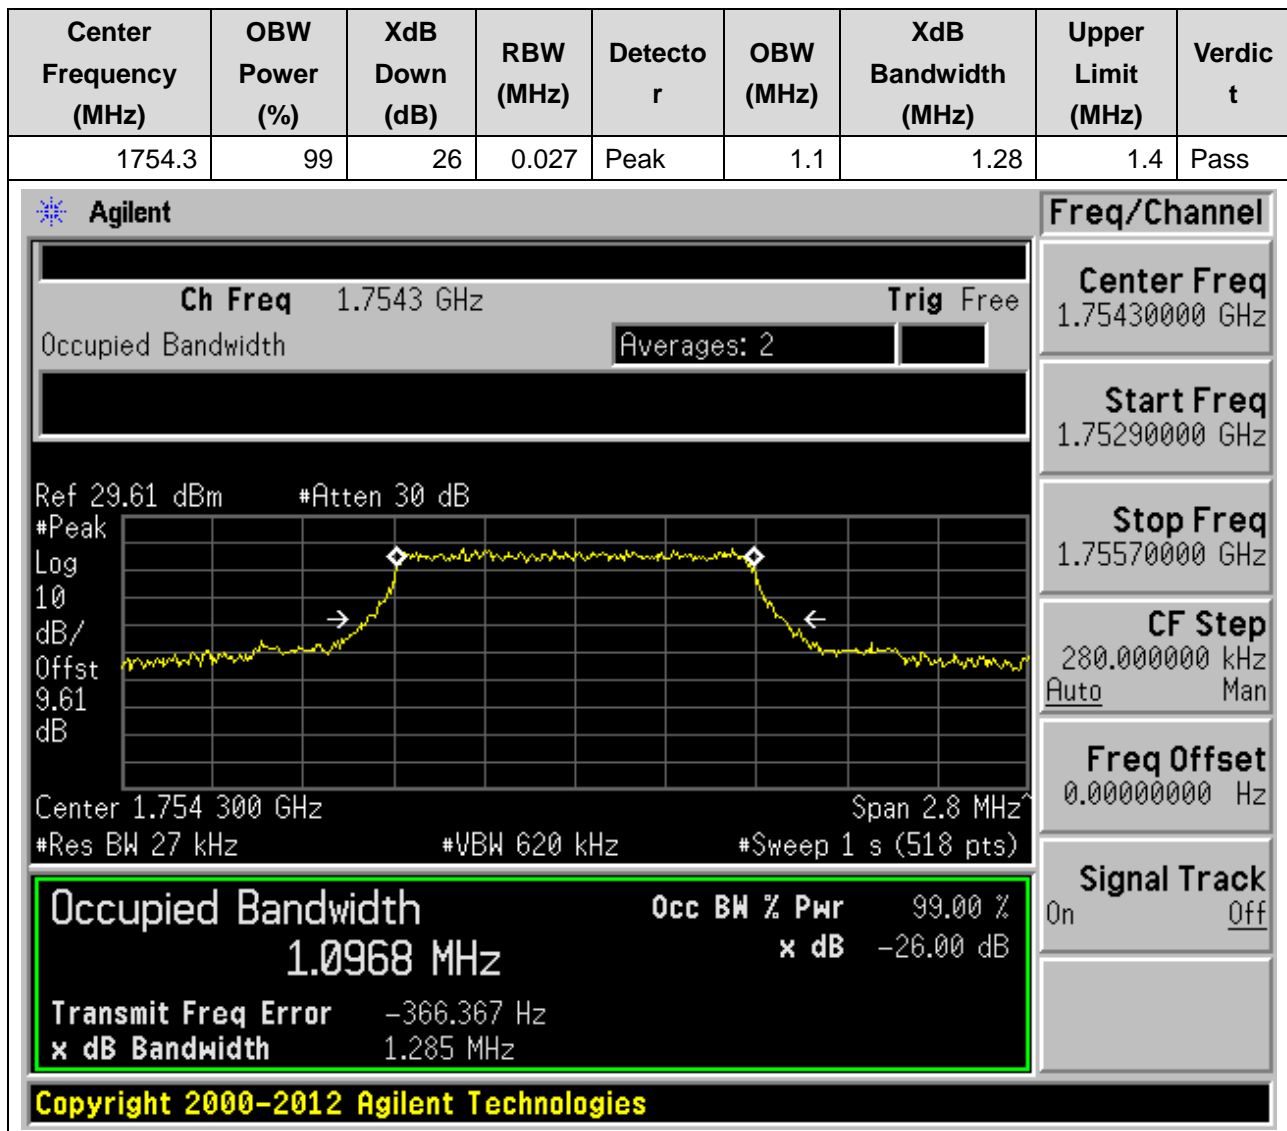 Center Frequency (MHz) OBW Power (%) XdB Down (dB) RBW (MHz) Detecto r OBW (MHz) XdB Bandwidth (MHz) Upper Limit (MHz) Verdic t
1754.3 99 26 0.027 Peak 1.1 1.28 1.4 Pass
Agilent
Ch Freq 1.7543 GHz Trig Free
Occupied Bandwidth Averages: 2
Ref 29.61 dBm #Atten 30 dB
#Peak
Log
10
dB/
Offst
9.61
dB
Center 1.754 300 GHz Span 2.8 MHz^
#Res BW 27 kHz #VBW 620 kHz #Sweep 1 s (518 pts)
Occupied Bandwidth Occ BW % Pwr 99.00 %
1.0968 MHz x dB -26.00 dB
Transmit Freq Error -366.367 Hz
x dB Bandwidth 1.285 MHz
Copyright 2000-2012 Agilent Technologies
Freq/Channel
Center Freq
1.75430000 GHz
Start Freq
1.75290000 GHz
Stop Freq
1.75570000 GHz
CF Step
280.000000 kHz
Auto Man
Freq Offset
0.00000000 Hz
Signal Track
On Off